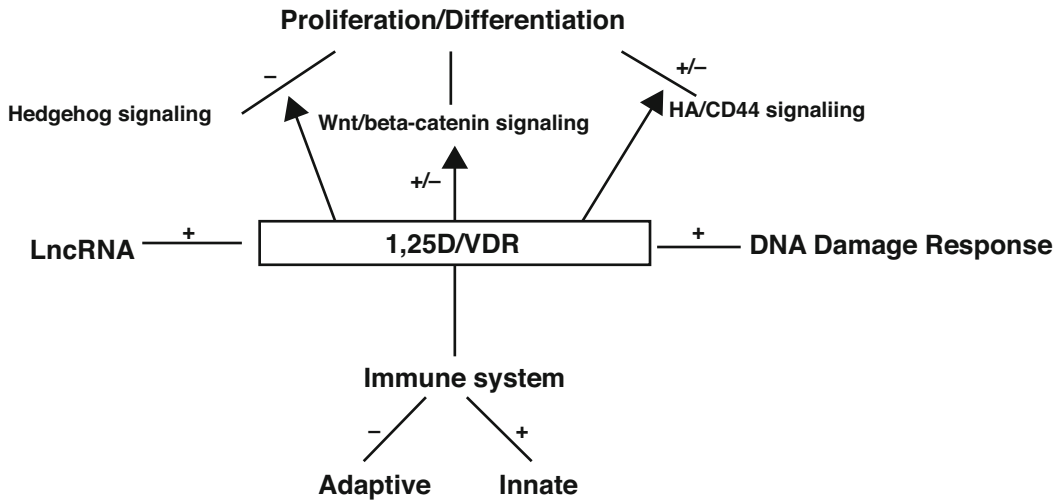 Proliferation/Differentiation
–
+/–
Hedgehog signaling
Wnt/beta-catenin signaling
HA/CD44 signaliing
+/–
LncRNA
+
1,25D/VDR
+
DNA Damage Response
Immune system
–
+
Adaptive
Innate